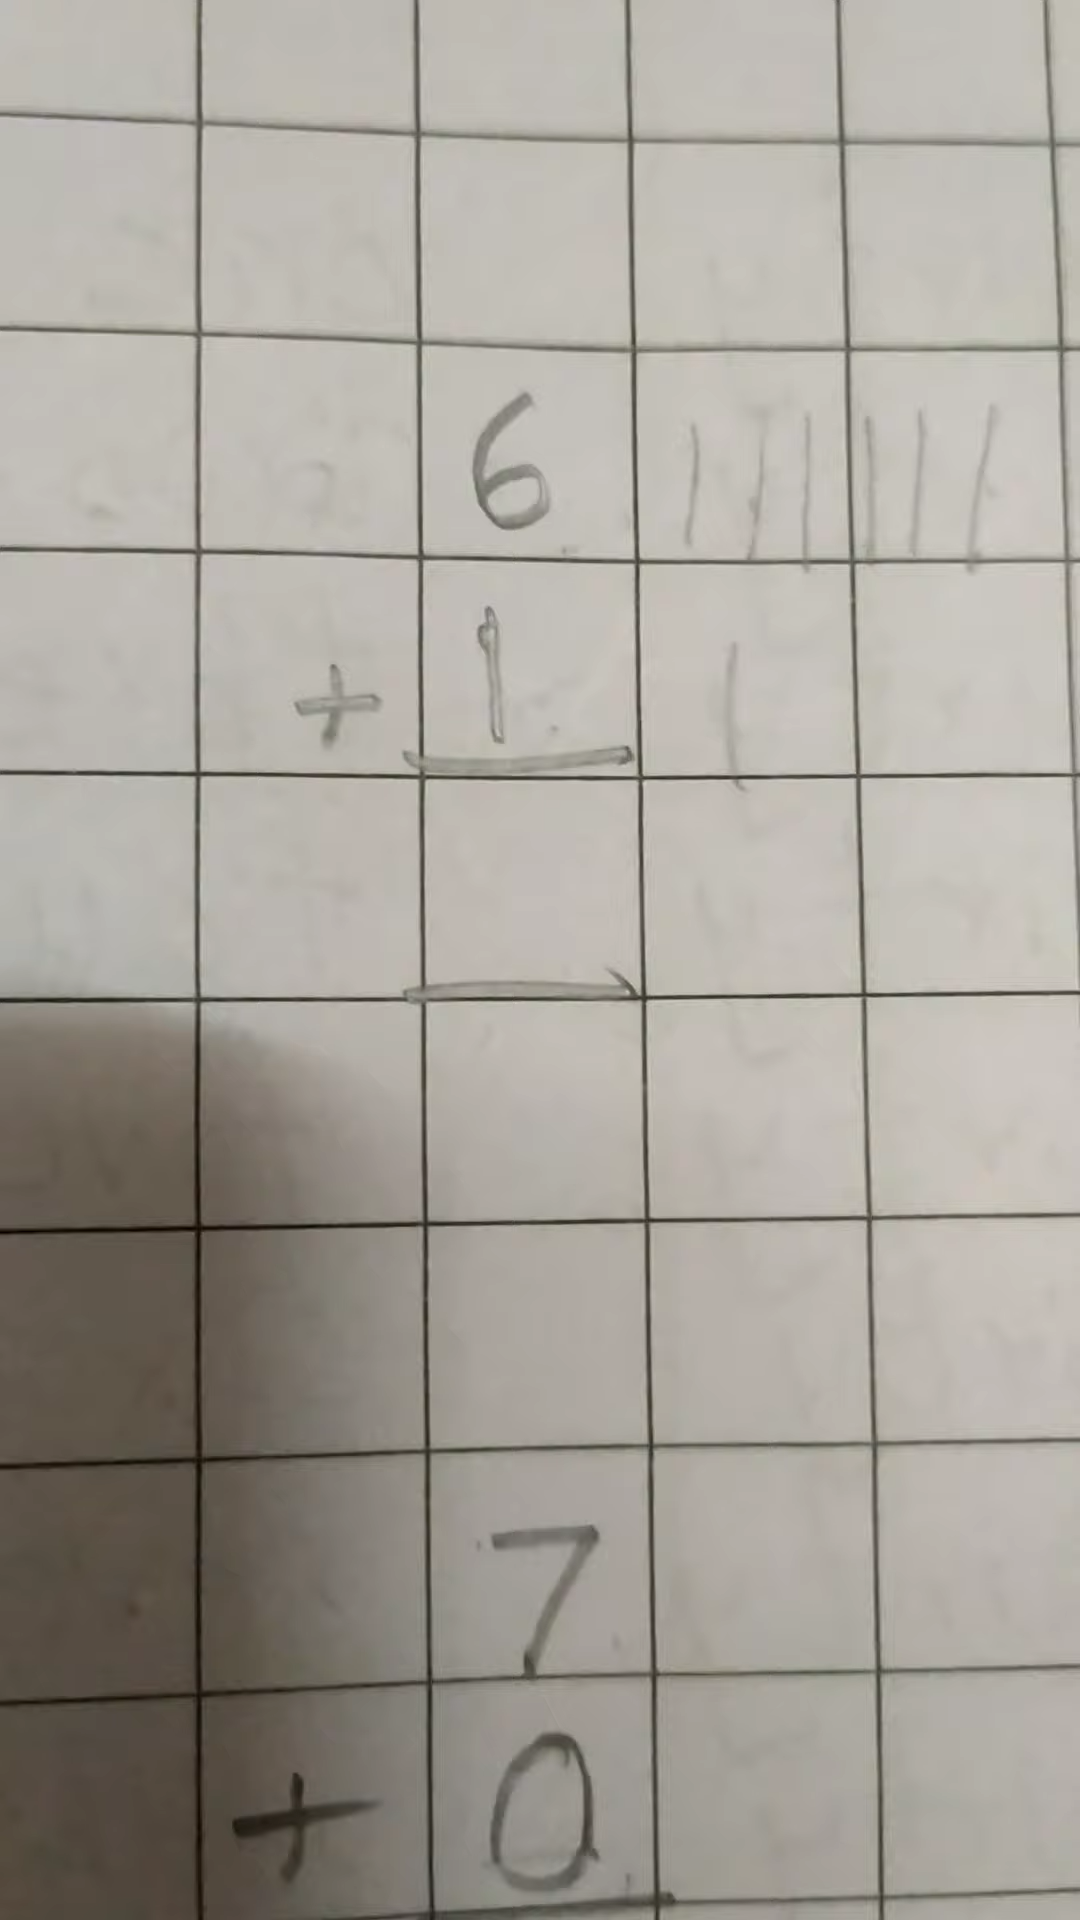 6 | | | | | |
+ 1 |
7
+ 0